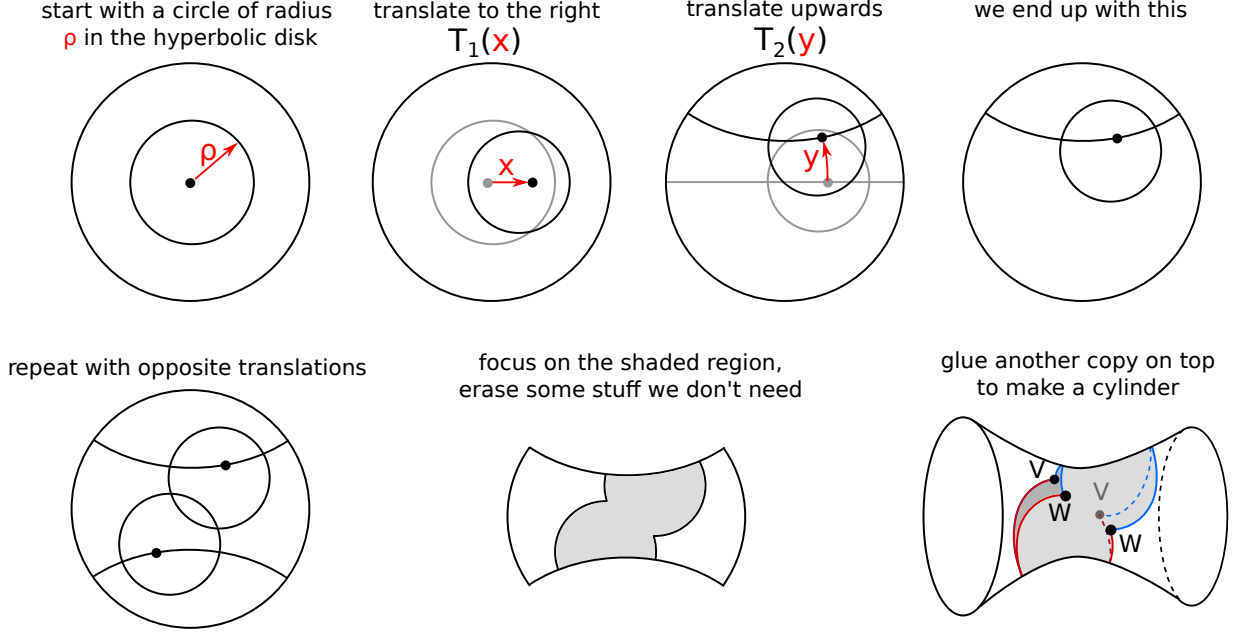 start with a circle of radius
ρ in the hyperbolic disk
translate to the right
T₁(x)
translate upwards
T₂(y)
we end up with this
ρ
x
y
repeat with opposite translations
focus on the shaded region,
erase some stuff we don't need
glue another copy on top
to make a cylinder
V
V
W
W